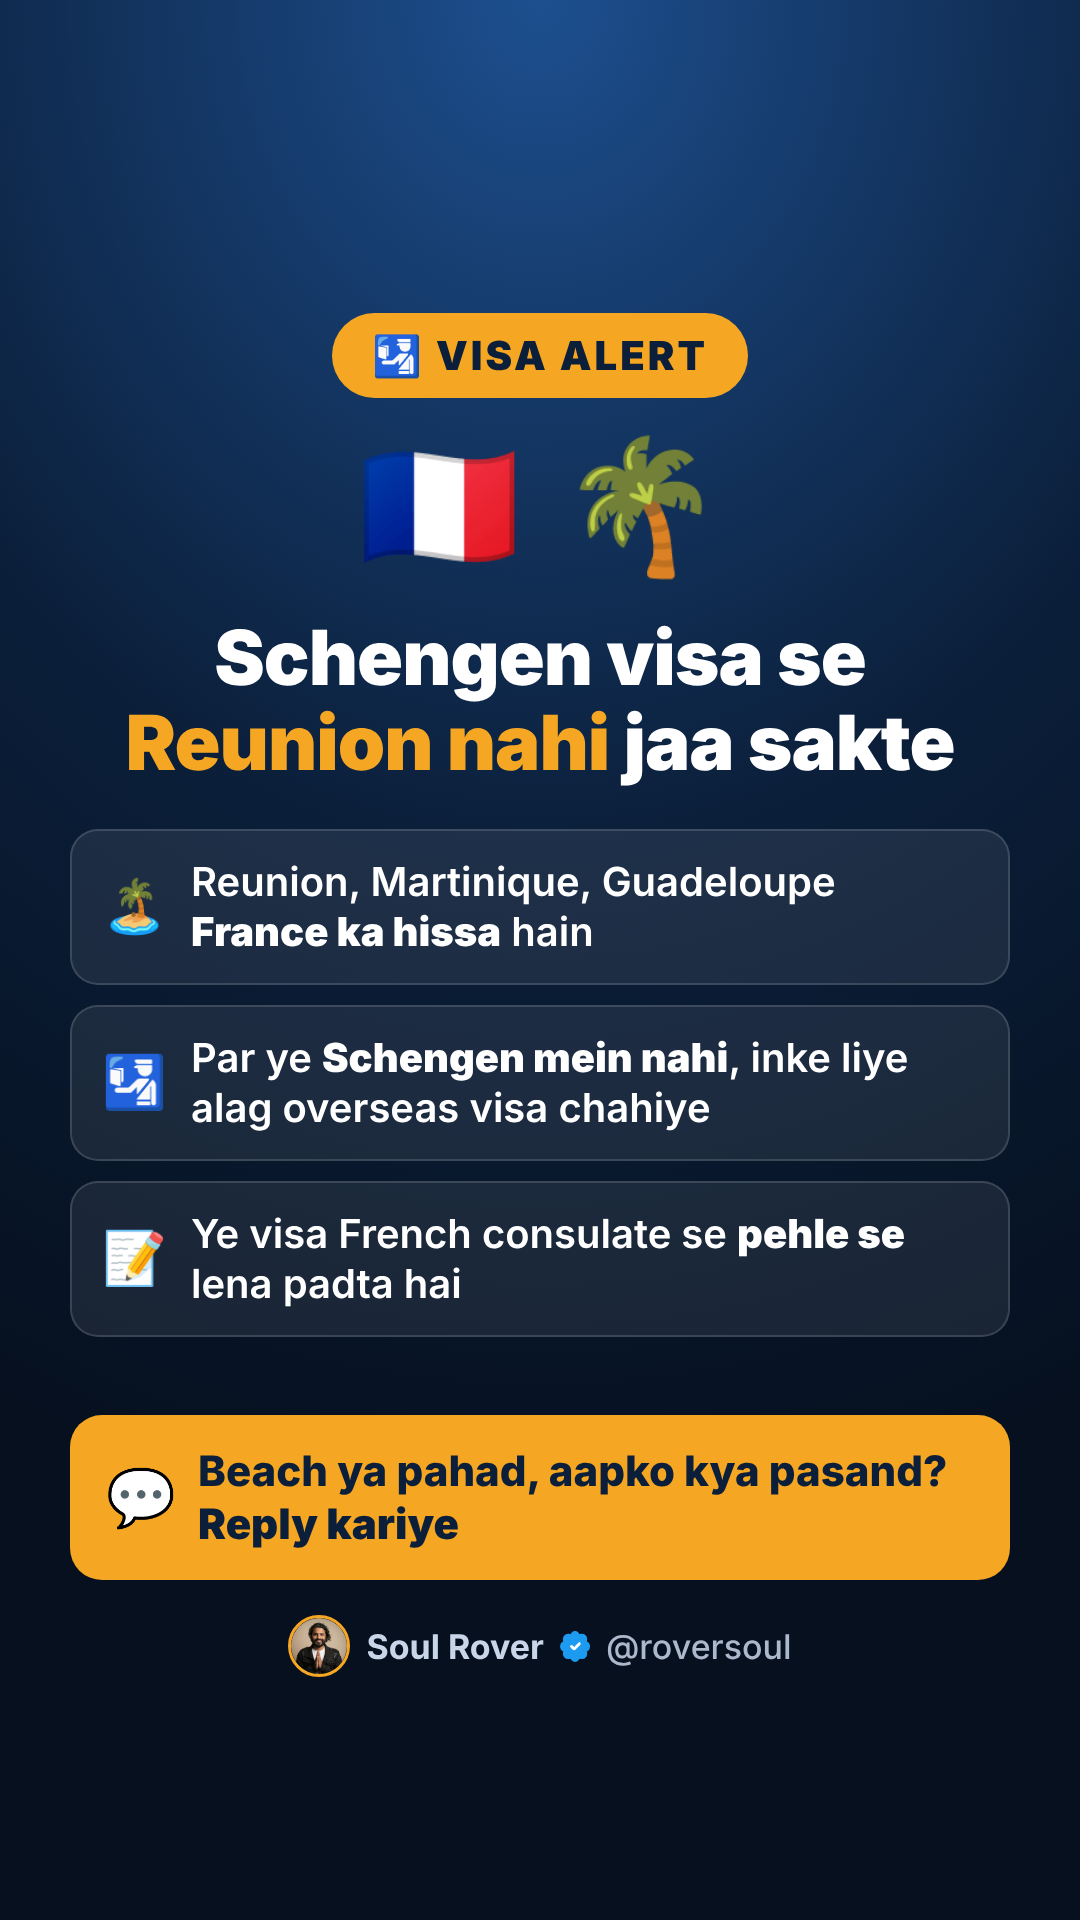 VISA ALERT
Schengen visa se
Reunion nahi jaa sakte
Reunion, Martinique, Guadeloupe
France ka hissa hain
Par ye Schengen mein nahi, inke liye
alag overseas visa chahiye
Ye visa French consulate se pehle se
lena padta hai
Beach ya pahad, aapko kya pasand?
Reply kariye
Soul Rover @roversoul